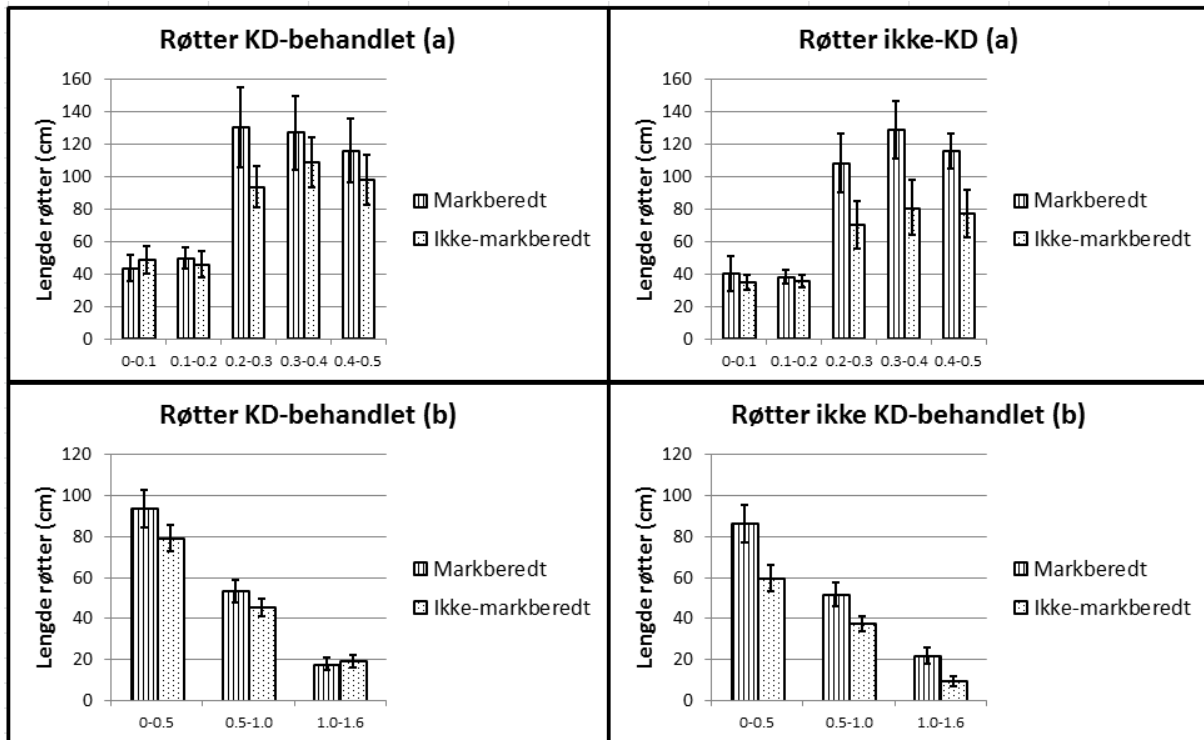 Røtter KD-behandlet (a)
Lengde røtter (cm)
160
140
120
100
80
60
40
20
0
0-0.1 0.1-0.2 0.2-0.3 0.3-0.4 0.4-0.5
Markberedt
Ikke-markberedt
Røtter ikke-KD (a)
Lengde røtter (cm)
160
140
120
100
80
60
40
20
0
0-0.1 0.1-0.2 0.2-0.3 0.3-0.4 0.4-0.5
Markberedt
Ikke-markberedt
Røtter KD-behandlet (b)
Lengde røtter (cm)
120
100
80
60
40
20
0
0-0.5 0.5-1.0 1.0-1.6
Markberedt
Ikke-markberedt
Røtter ikke KD-behandlet (b)
Lengde røtter (cm)
120
100
80
60
40
20
0
0-0.5 0.5-1.0 1.0-1.6
Markberedt
Ikke-markberedt